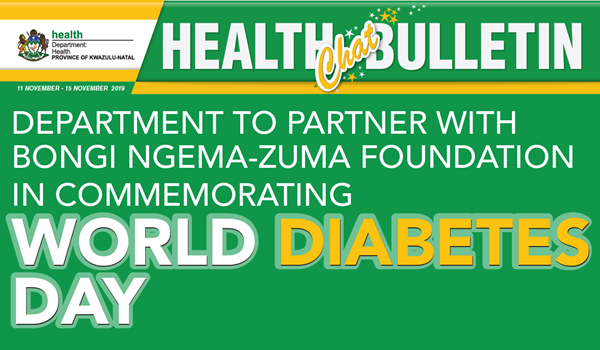 health
Department:
Health
PROVINCE OF KWAZULU-NATAL
HEALTH Chat BULLETIN
11 NOVEMBER - 15 NOVEMBER 2019
DEPARTMENT TO PARTNER WITH
BONGI NGEMA-ZUMA FOUNDATION
IN COMMEMORATING
WORLD DIABETES
DAY